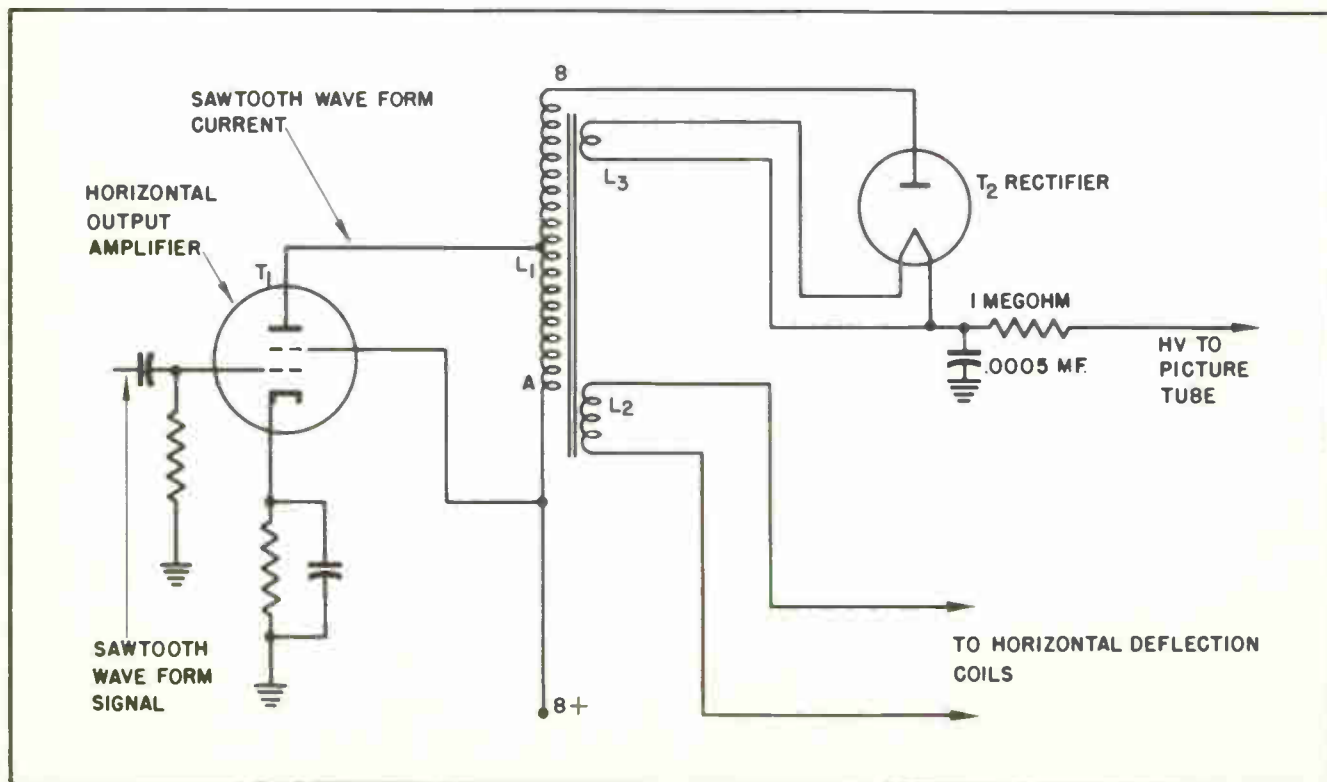 SAWTOOTH WAVE FORM
CURRENT
HORIZONTAL
OUTPUT
AMPLIFIER
T1
8
L1
A
L3
L2
T2 RECTIFIER
1 MEGOHM
.0005 MF.
HV TO
PICTURE
TUBE
SAWTOOTH
WAVE FORM
SIGNAL
8+
TO HORIZONTAL DEFLECTION
COILS